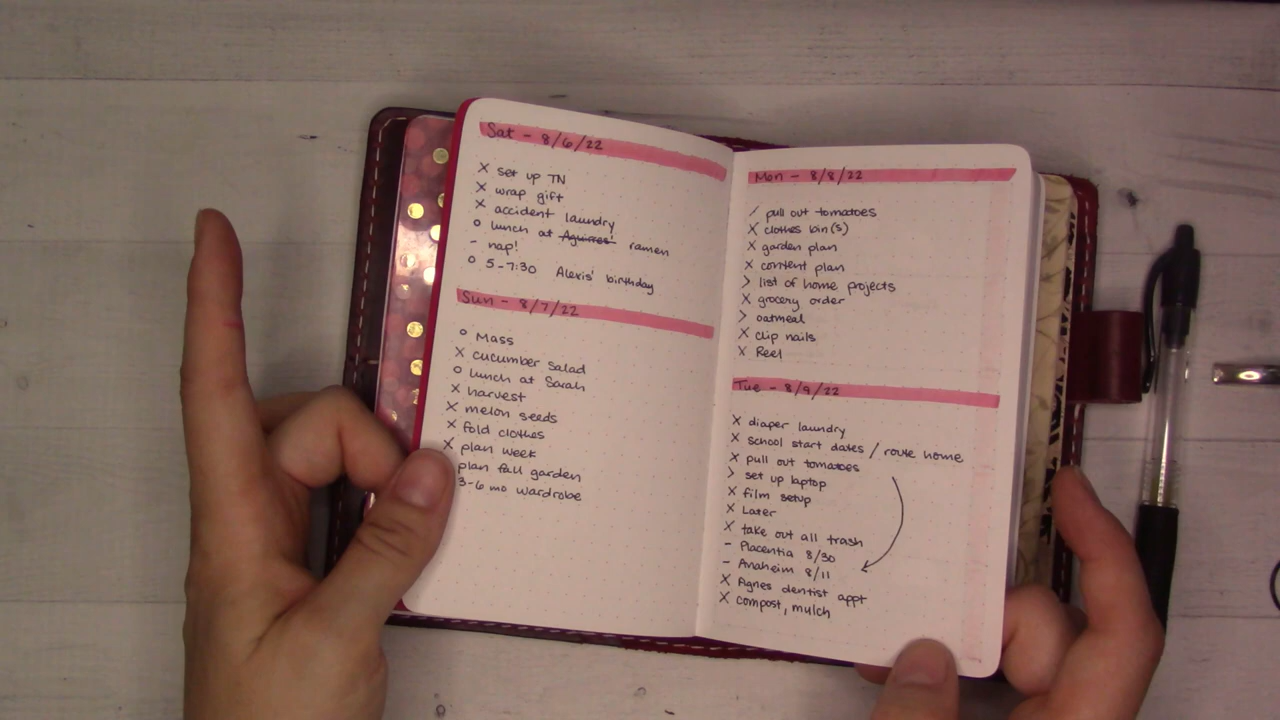 Sat - 8/6/22
X set up TN
X wrap gift
X accident laundry
o lunch at Aguirres' ramen
- nap!
o 5-7:30 Alexis' birthday
Sun - 8/7/22
o Mass
X cucumber salad
o lunch at Sarah
X harvest
X melon seeds
X fold clothes
X plan week
plan fall garden
3-6 mo wardrobe
Mon - 8/8/22
/ pull out tomatoes
X clothes bin(s)
X garden plan
X content plan
> list of home projects
X grocery order
> oatmeal
X clip nails
X Reel
Tue - 8/9/22
X diaper laundry
X school start dates / route home
X pull out tomatoes
> set up laptop
X film setup
X Later
X take out all trash
- Placentia 8/30
- Anaheim 8/11
X Agnes dentist appt
X compost, mulch